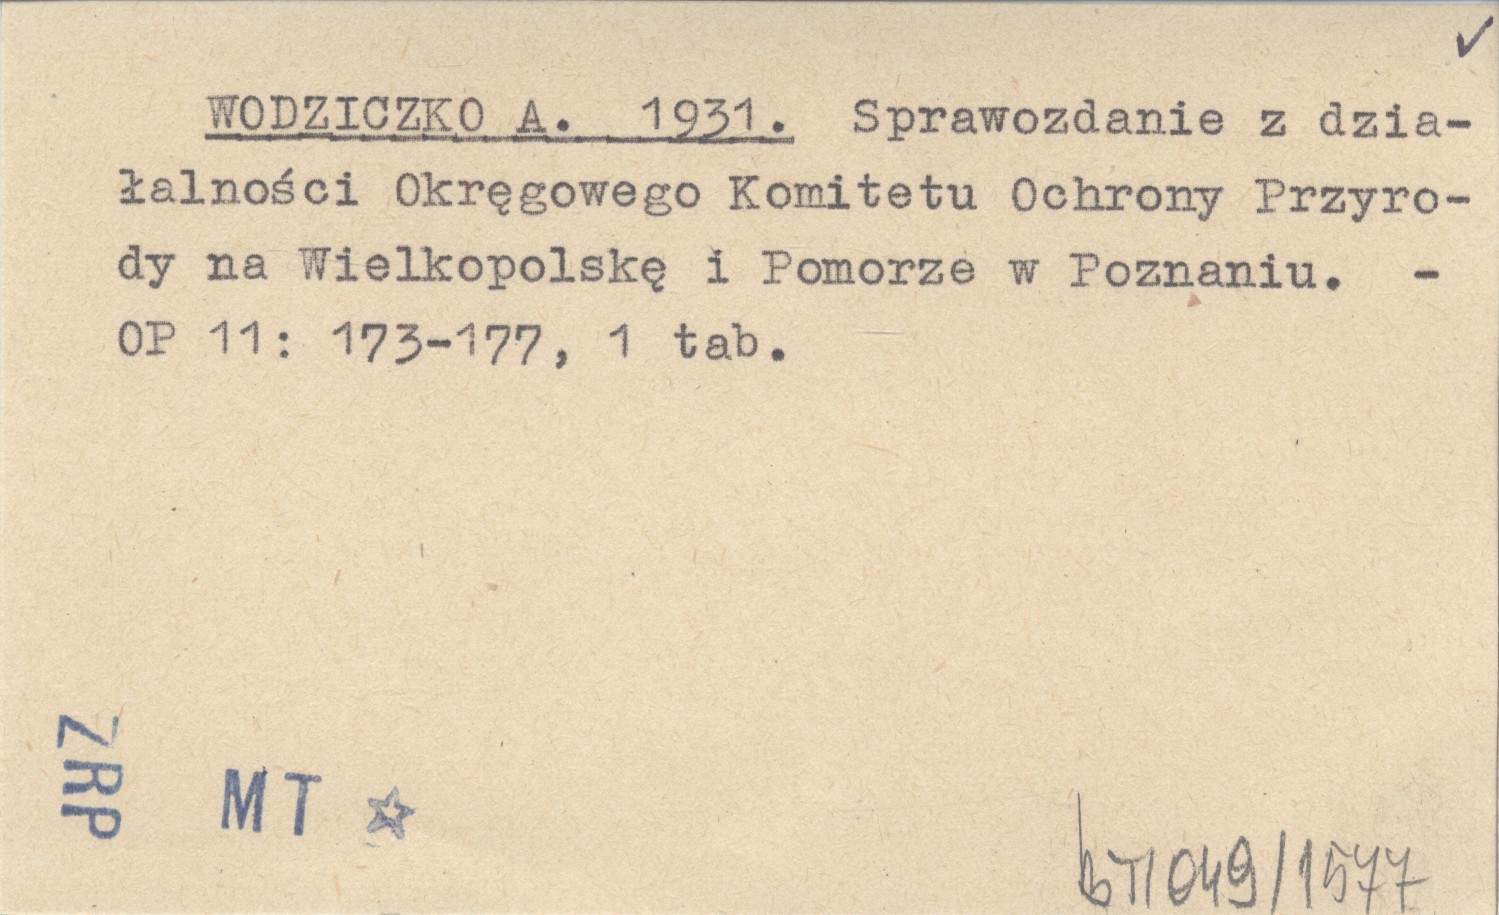 WODZICZKO A. 1931. Sprawozdanie z dzia-
łalności Okręgowego Komitetu Ochrony Przyro-
dy na Wielkopolskę i Pomorze w Poznaniu. -
OP 11: 173-177, 1 tab.
ZRP
MT
049/1577